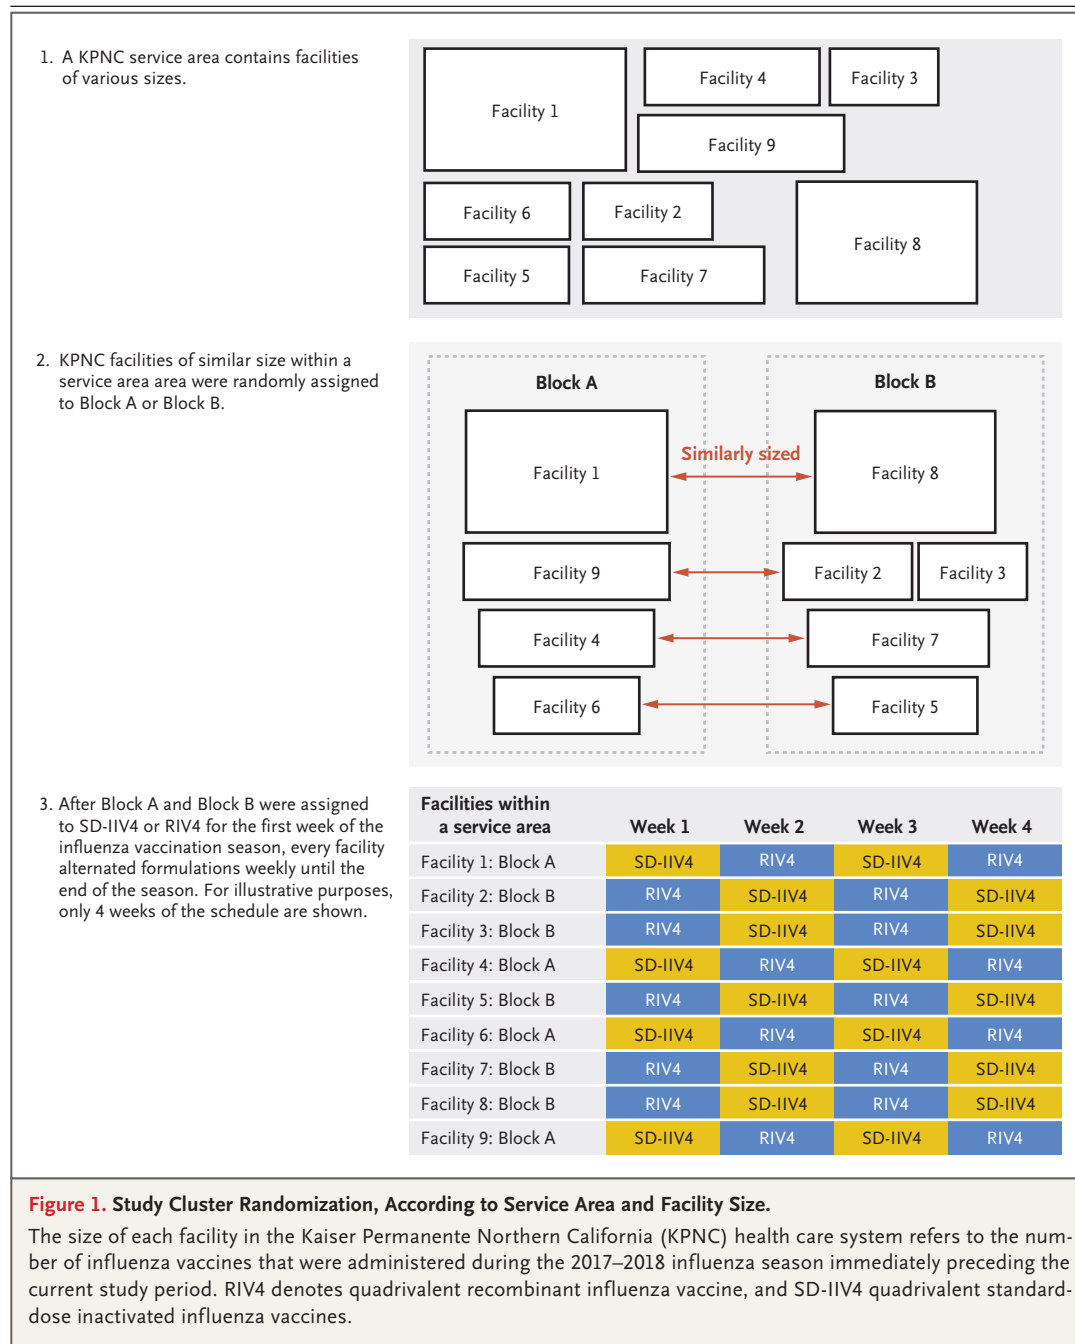 1. A KPNC service area contains facilities
of various sizes.
Facility 1
Facility 4
Facility 3
Facility 9
Facility 6
Facility 2
Facility 8
Facility 5
Facility 7
2. KPNC facilities of similar size within a
service area area were randomly assigned
to Block A or Block B.
Block A
Block B
Similarly sized
Facility 1
Facility 8
Facility 9
Facility 2
Facility 3
Facility 4
Facility 7
Facility 6
Facility 5
3. After Block A and Block B were assigned
to SD-IIV4 or RIV4 for the first week of the
influenza vaccination season, every facility
alternated formulations weekly until the
end of the season. For illustrative purposes,
only 4 weeks of the schedule are shown.
Facilities within
a service area Week 1 Week 2 Week 3 Week 4
Facility 1: Block A SD-IIV4 RIV4 SD-IIV4 RIV4
Facility 2: Block B RIV4 SD-IIV4 RIV4 SD-IIV4
Facility 3: Block B RIV4 SD-IIV4 RIV4 SD-IIV4
Facility 4: Block A SD-IIV4 RIV4 SD-IIV4 RIV4
Facility 5: Block B RIV4 SD-IIV4 RIV4 SD-IIV4
Facility 6: Block A SD-IIV4 RIV4 SD-IIV4 RIV4
Facility 7: Block B RIV4 SD-IIV4 RIV4 SD-IIV4
Facility 8: Block B RIV4 SD-IIV4 RIV4 SD-IIV4
Facility 9: Block A SD-IIV4 RIV4 SD-IIV4 RIV4
Figure 1. Study Cluster Randomization, According to Service Area and Facility Size.
The size of each facility in the Kaiser Permanente Northern California (KPNC) health care system refers to the num-
ber of influenza vaccines that were administered during the 2017–2018 influenza season immediately preceding the
current study period. RIV4 denotes quadrivalent recombinant influenza vaccine, and SD-IIV4 quadrivalent standard-
dose inactivated influenza vaccines.